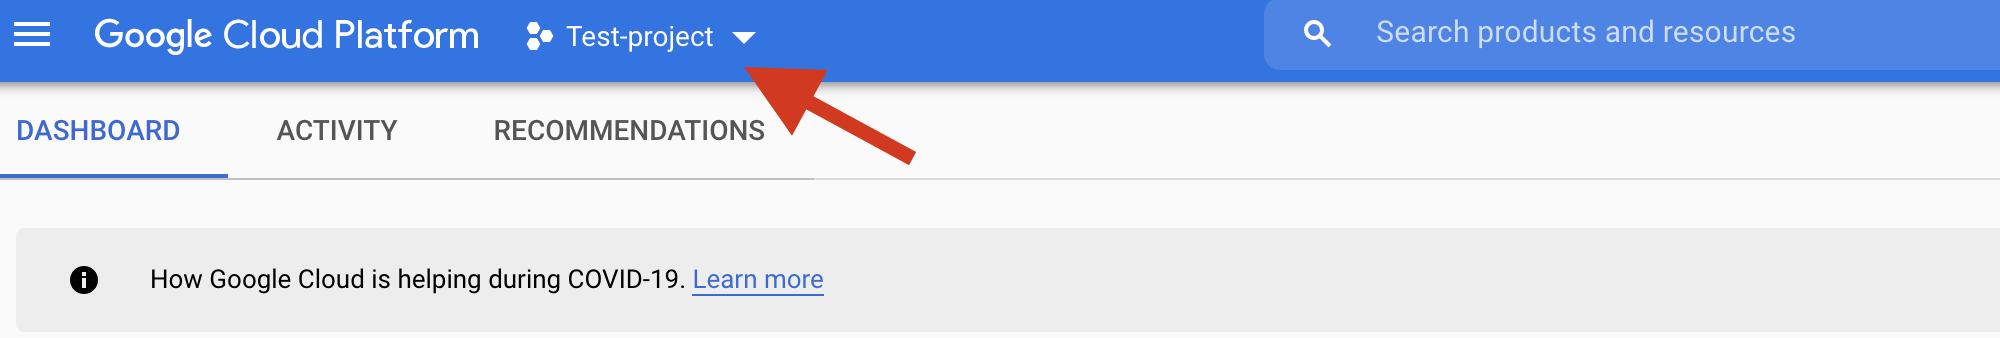 Google Cloud Platform Test-project Search products and resources
DASHBOARD ACTIVITY RECOMMENDATIONS
How Google Cloud is helping during COVID-19. Learn more